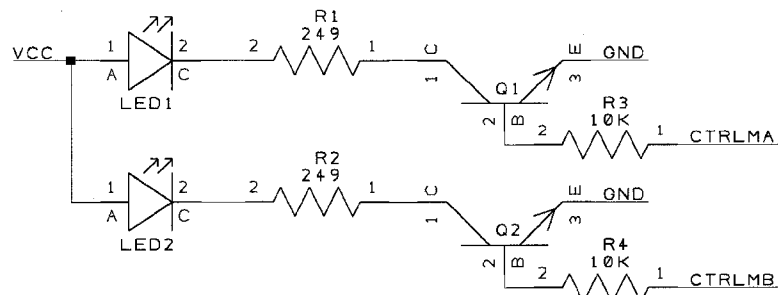 R1
249
1 2 2 1 C E GND
VCC
A C 1 Q1 3
LED1
2 B
R3
10K
2 1 CTRLMA
R2
249
1 2 2 1 C E GND
A C 1 Q2 3
LED2
2 B
R4
10K
2 1 CTRLMB